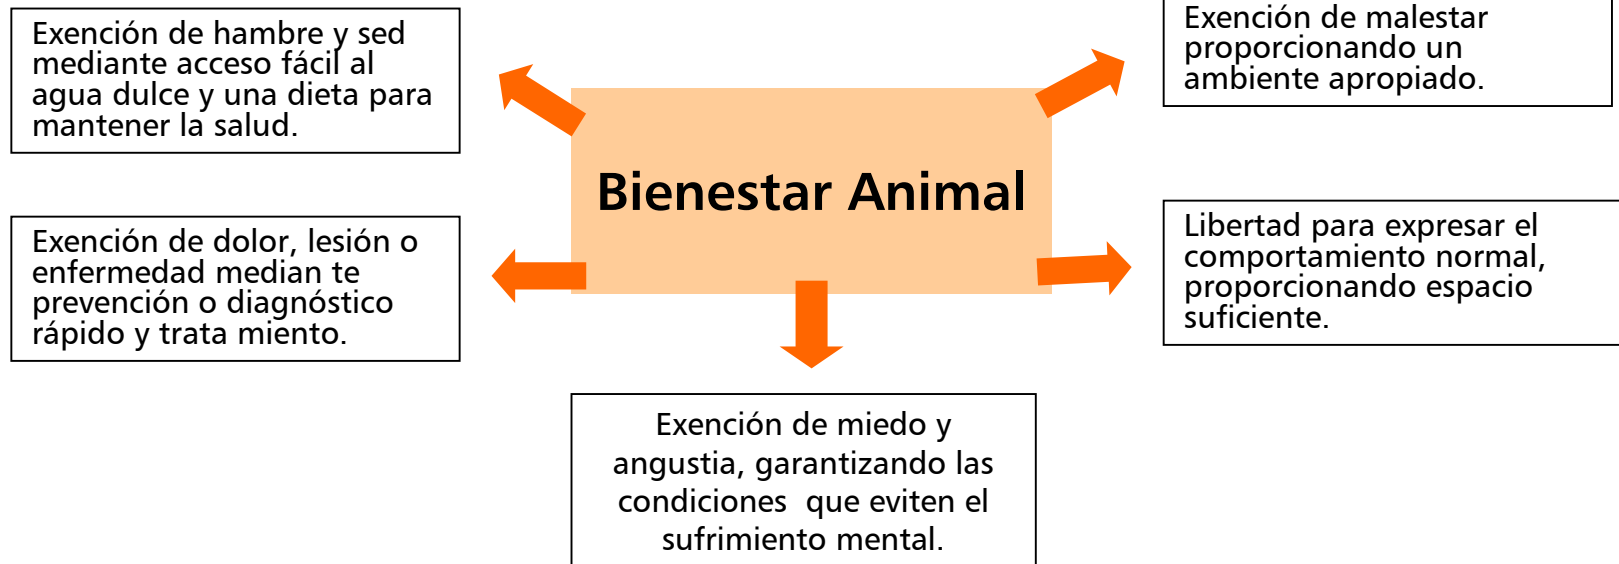 Exención de hambre y sed
mediante acceso fácil al
agua dulce y una dieta para
mantener la salud.
Exención de malestar
proporcionando un
ambiente apropiado.
Bienestar Animal
Exención de dolor, lesión o
enfermedad median te
prevención o diagnóstico
rápido y trata miento.
Libertad para expresar el
comportamiento normal,
proporcionando espacio
suficiente.
Exención de miedo y
angustia, garantizando las
condiciones  que eviten el
sufrimiento mental.